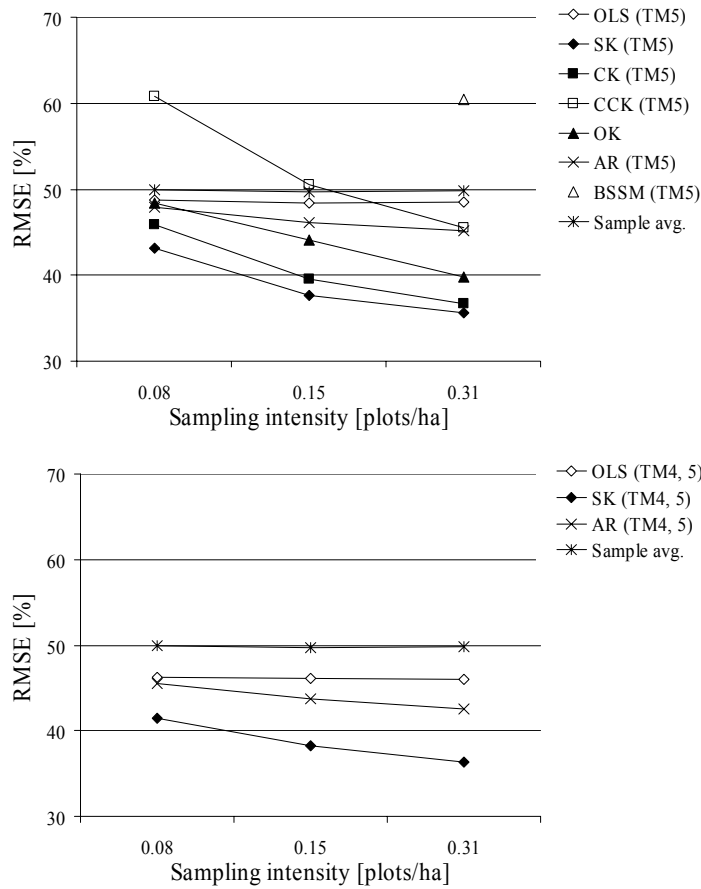 70
60
50
40
30
RMSE [%]
0.08
0.15
0.31
Sampling intensity [plots/ha]
OLS (TM5)
SK (TM5)
CK (TM5)
CCK (TM5)
OK
AR (TM5)
BSSM (TM5)
Sample avg.
70
60
50
40
30
RMSE [%]
0.08
0.15
0.31
Sampling intensity [plots/ha]
OLS (TM4, 5)
SK (TM4, 5)
AR (TM4, 5)
Sample avg.